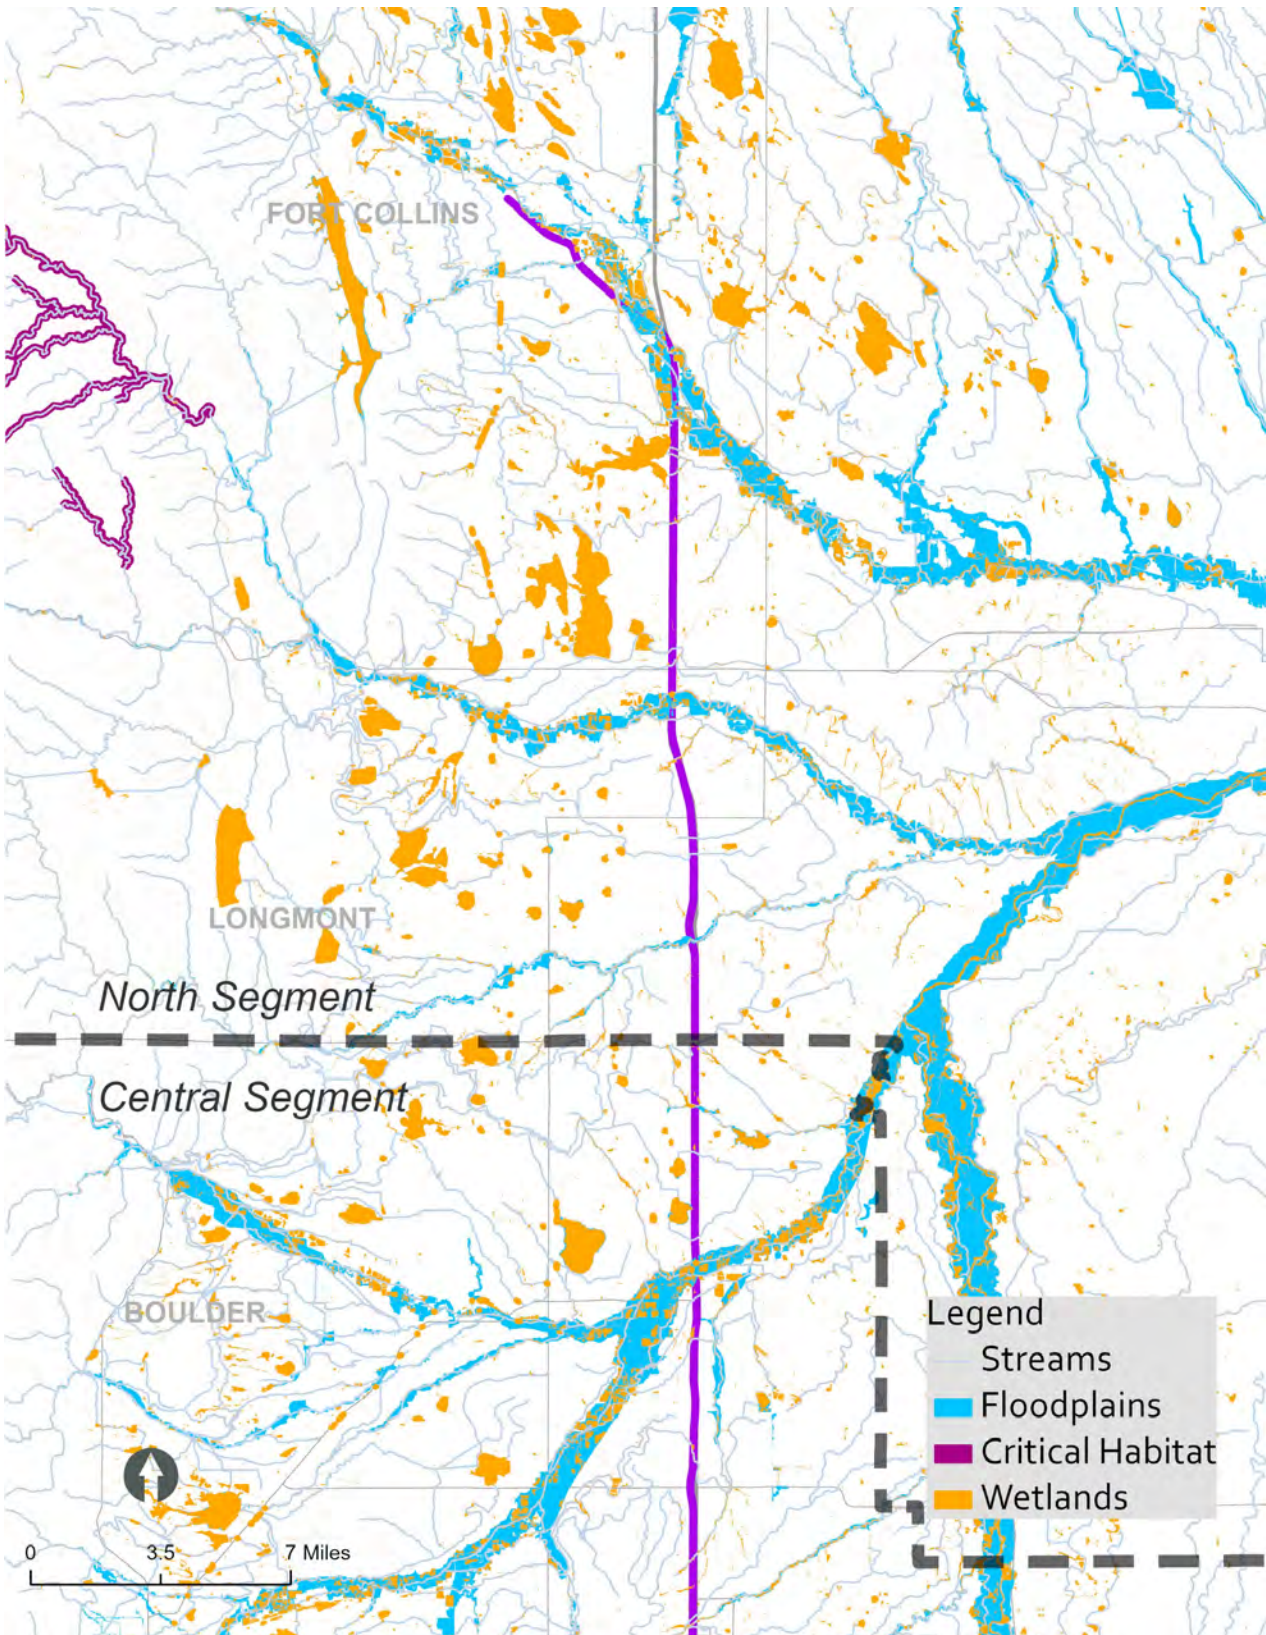 FORT COLLINS
LONGMONT
North Segment
Central Segment
BOULDER
Legend
Streams
Floodplains
Critical Habitat
Wetlands
0 3.5 7 Miles